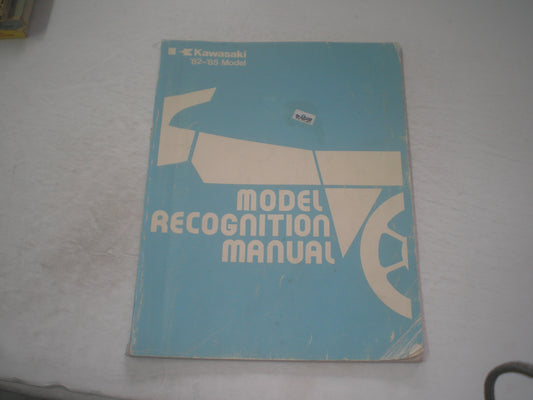 Kawasaki
'82-'85 Model
MODEL
RECOGNITION
MANUAL